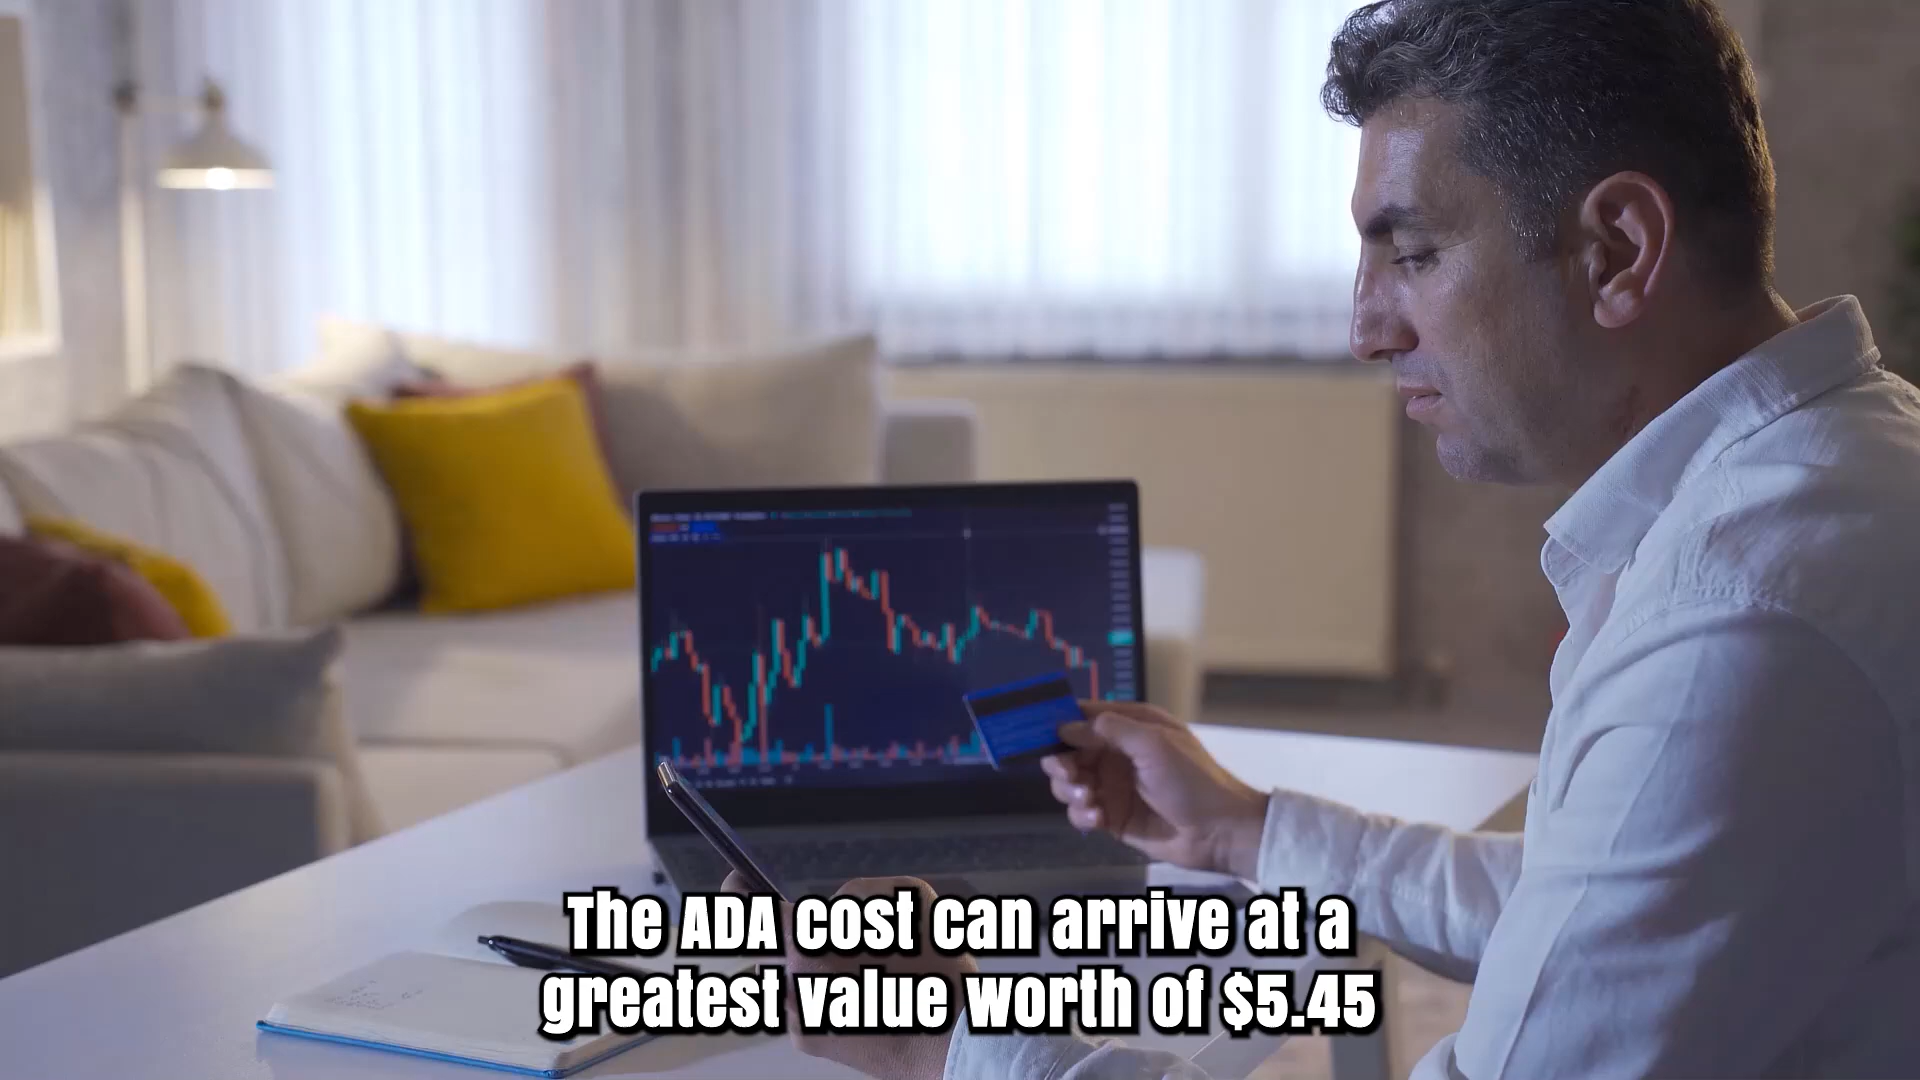 The ADA cost can arrive at a
greatest value worth of $5.45